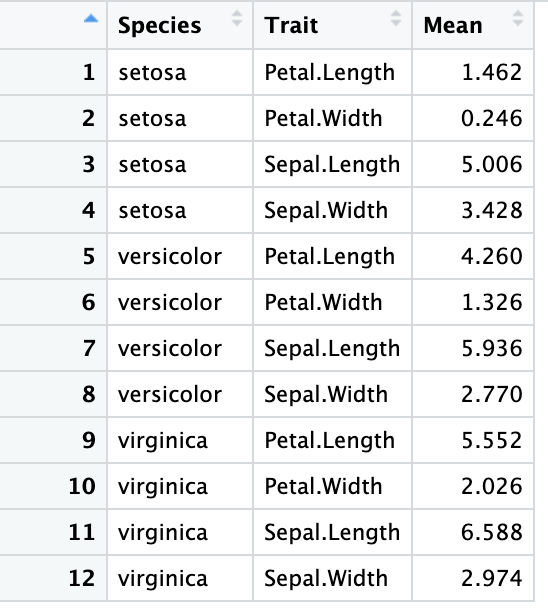 Species Trait Mean
1 setosa Petal.Length 1.462
2 setosa Petal.Width 0.246
3 setosa Sepal.Length 5.006
4 setosa Sepal.Width 3.428
5 versicolor Petal.Length 4.260
6 versicolor Petal.Width 1.326
7 versicolor Sepal.Length 5.936
8 versicolor Sepal.Width 2.770
9 virginica Petal.Length 5.552
10 virginica Petal.Width 2.026
11 virginica Sepal.Length 6.588
12 virginica Sepal.Width 2.974